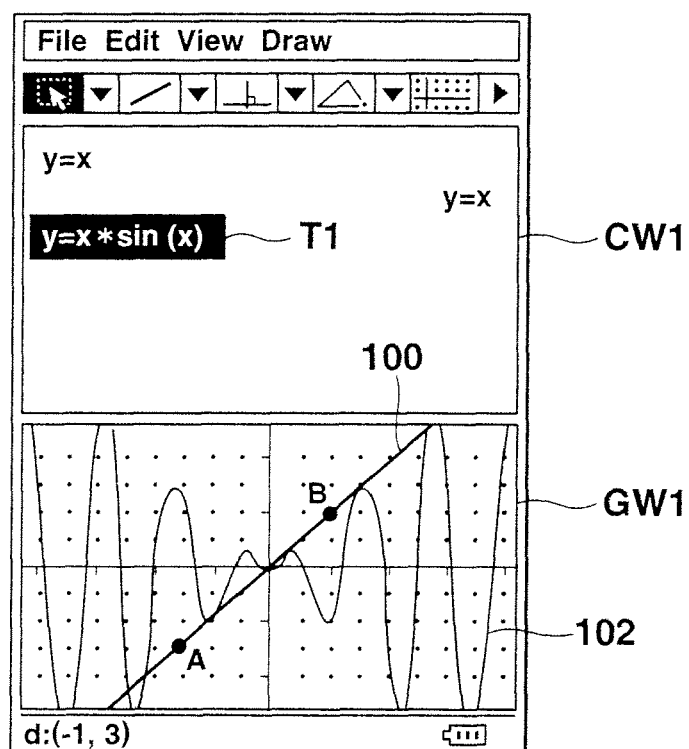 File Edit View Draw
y=x
y=x
y=x*sin (x)
T1
CW1
100
B
GW1
A
102
d:(-1, 3)